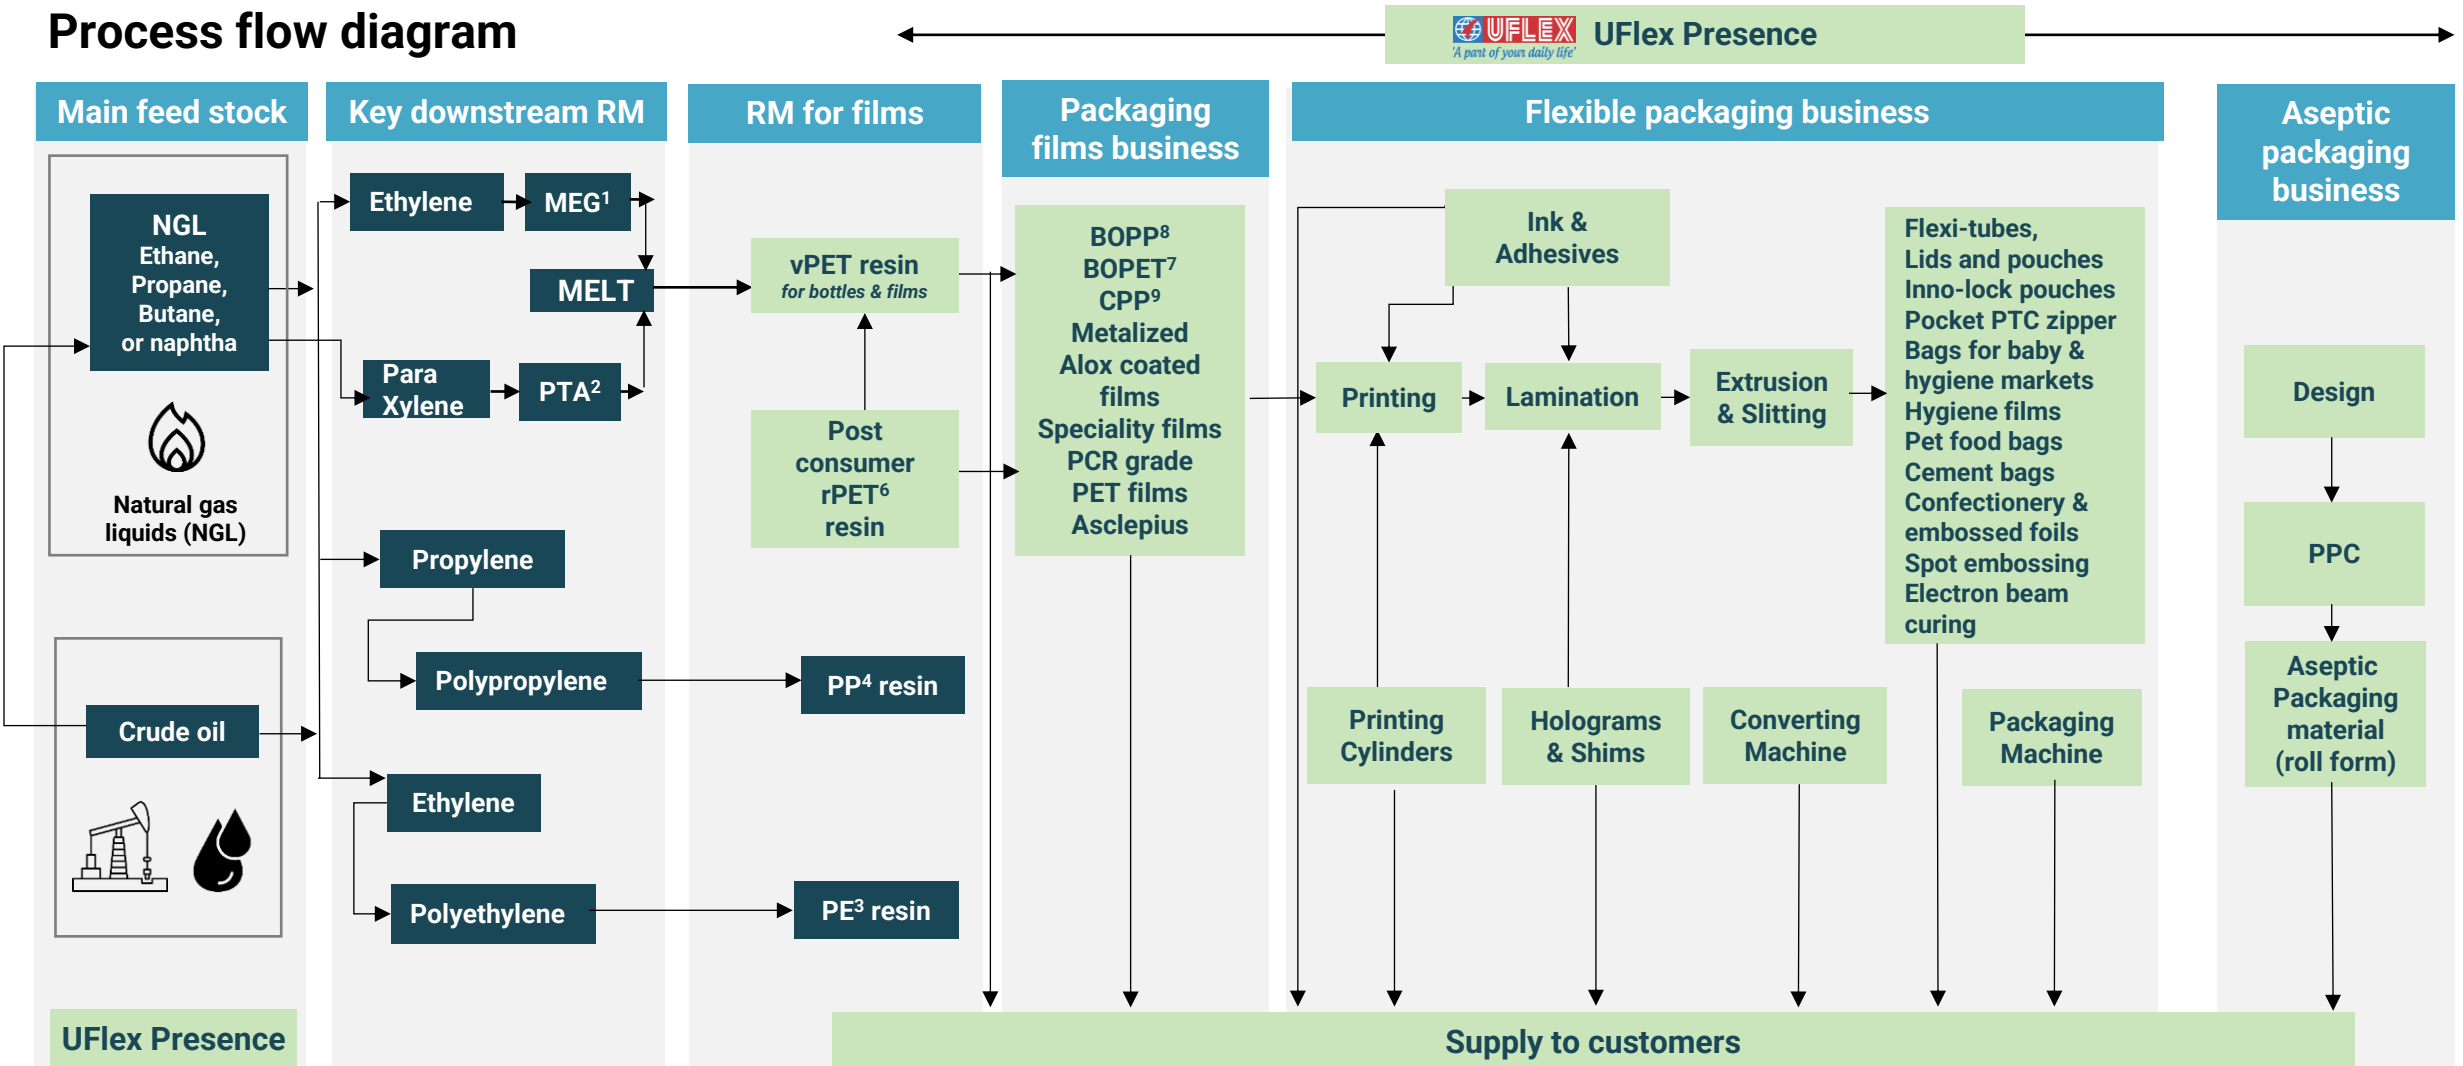 Process flow diagram
UFLEX
'A part of your daily life'
UFlex Presence
Main feed stock
Key downstream RM
RM for films
Packaging
films business
Flexible packaging business
Aseptic
packaging
business
NGL
Ethane,
Propane,
Butane,
or naphtha
Natural gas
liquids (NGL)
Crude oil
UFlex Presence
Ethylene
MEG¹
MELT
Para
Xylene
PTA²
Propylene
Polypropylene
Ethylene
Polyethylene
vPET resin
for bottles & films
Post
consumer
rPET⁶
resin
PP⁴ resin
PE³ resin
BOPP⁸
BOPET⁷
CPP⁹
Metalized
Alox coated
films
Speciality films
PCR grade
PET films
Asclepius
Ink &
Adhesives
Printing
Lamination
Extrusion
& Slitting
Flexi-tubes,
Lids and pouches
Inno-lock pouches
Pocket PTC zipper
Bags for baby &
hygiene markets
Hygiene films
Pet food bags
Cement bags
Confectionery &
embossed foils
Spot embossing
Electron beam
curing
Printing
Cylinders
Holograms
& Shims
Converting
Machine
Packaging
Machine
Design
PPC
Aseptic
Packaging
material
(roll form)
Supply to customers